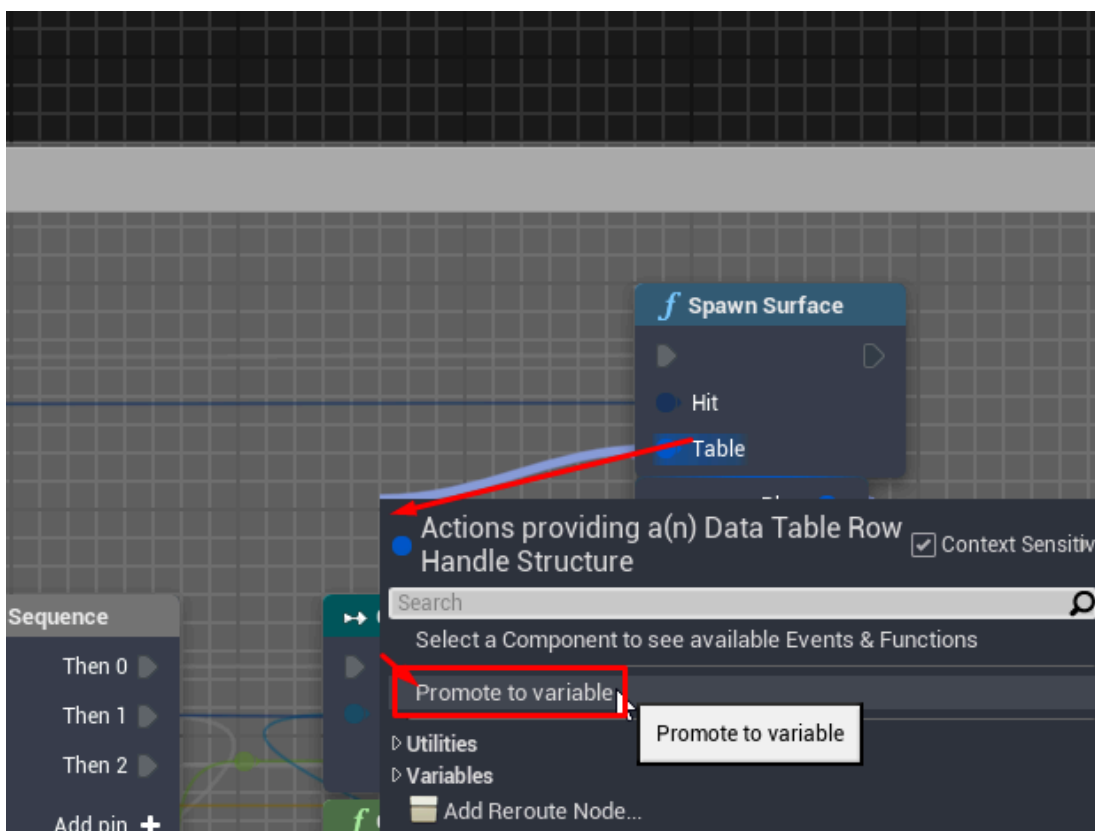 Spawn Surface
Hit
Table
Actions providing a(n) Data Table Row
Handle Structure
Context Sensitiv
Search
Select a Component to see available Events & Functions
Promote to variable
Promote to variable
Utilities
Variables
Add Reroute Node...
Sequence
Then 0
Then 1
Then 2
Add pin